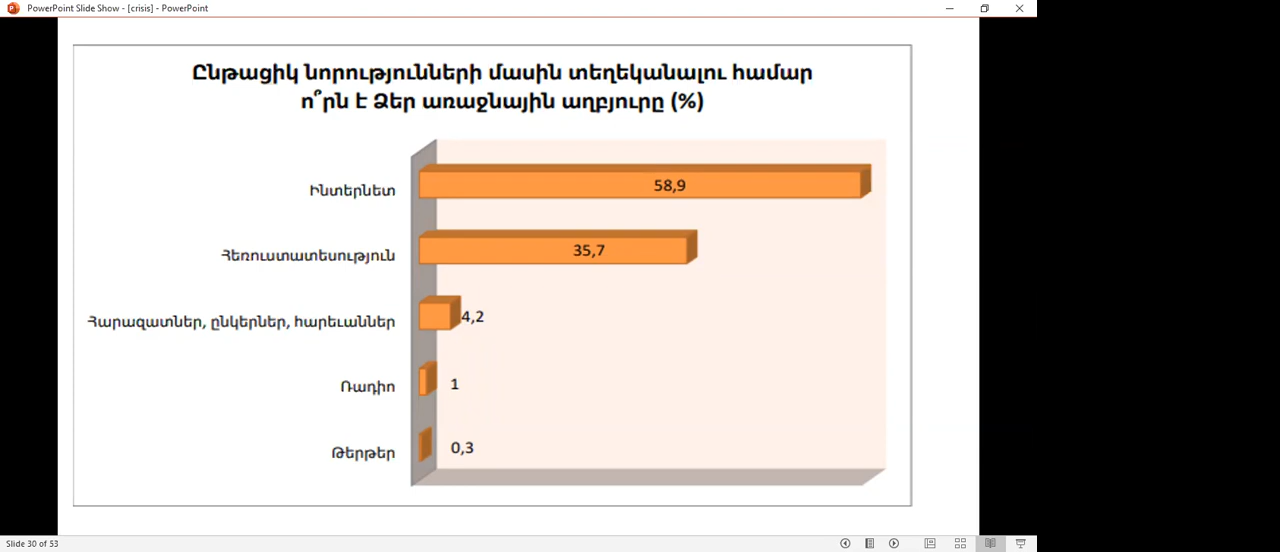 PowerPoint Slide Show - [crisis] - PowerPoint
Ընթացիկ նորությունների մասին տեղեկանալու համար
ո՞րն է Ձեր առաջնային աղբյուրը (%)
Ինտերնետ 58,9
Հեռուստատեսություն 35,7
Հարազատներ, ընկերներ, հարեւաններ 4,2
Ռադիո 1
Թերթեր 0,3
Slide 30 of 53